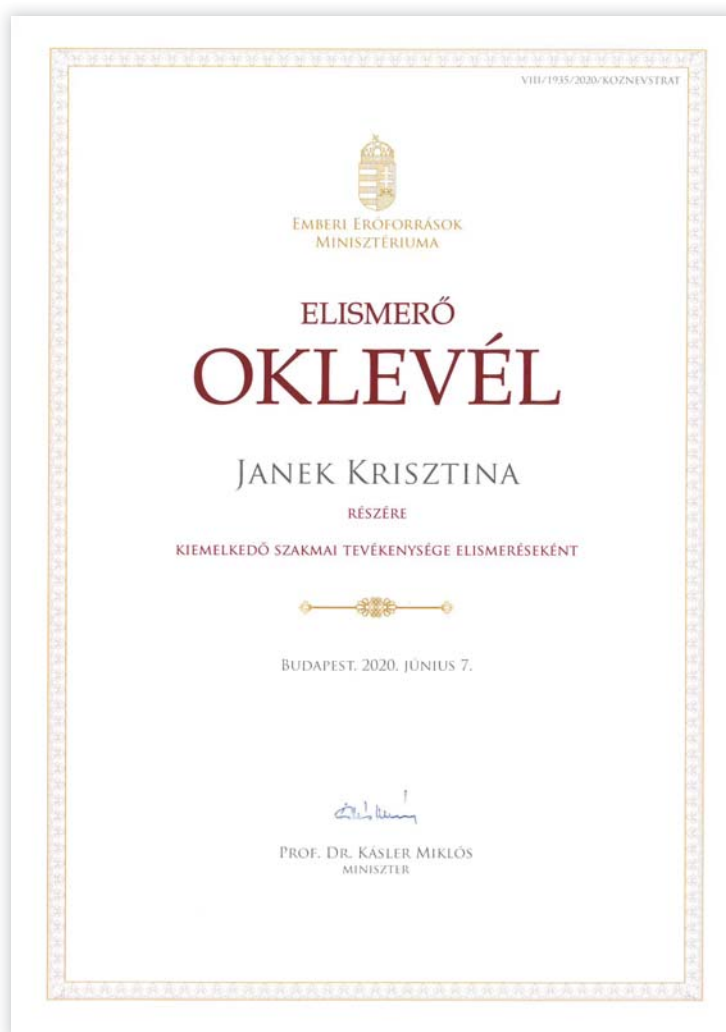 VIII/1935/2020/KOZNEVSTRAT
EMBERI ERŐFORRÁSOK
MINISZTÉRIUMA
ELISMERŐ
OKLEVÉL
JANEK KRISZTINA
RÉSZÉRE
KIEMELKEDŐ SZAKMAI TEVÉKENYSÉGE ELISMERÉSEKÉNT
BUDAPEST, 2020. JÚNIUS 7.
PROF. DR. KÁSLER MIKLÓS
MINISZTER